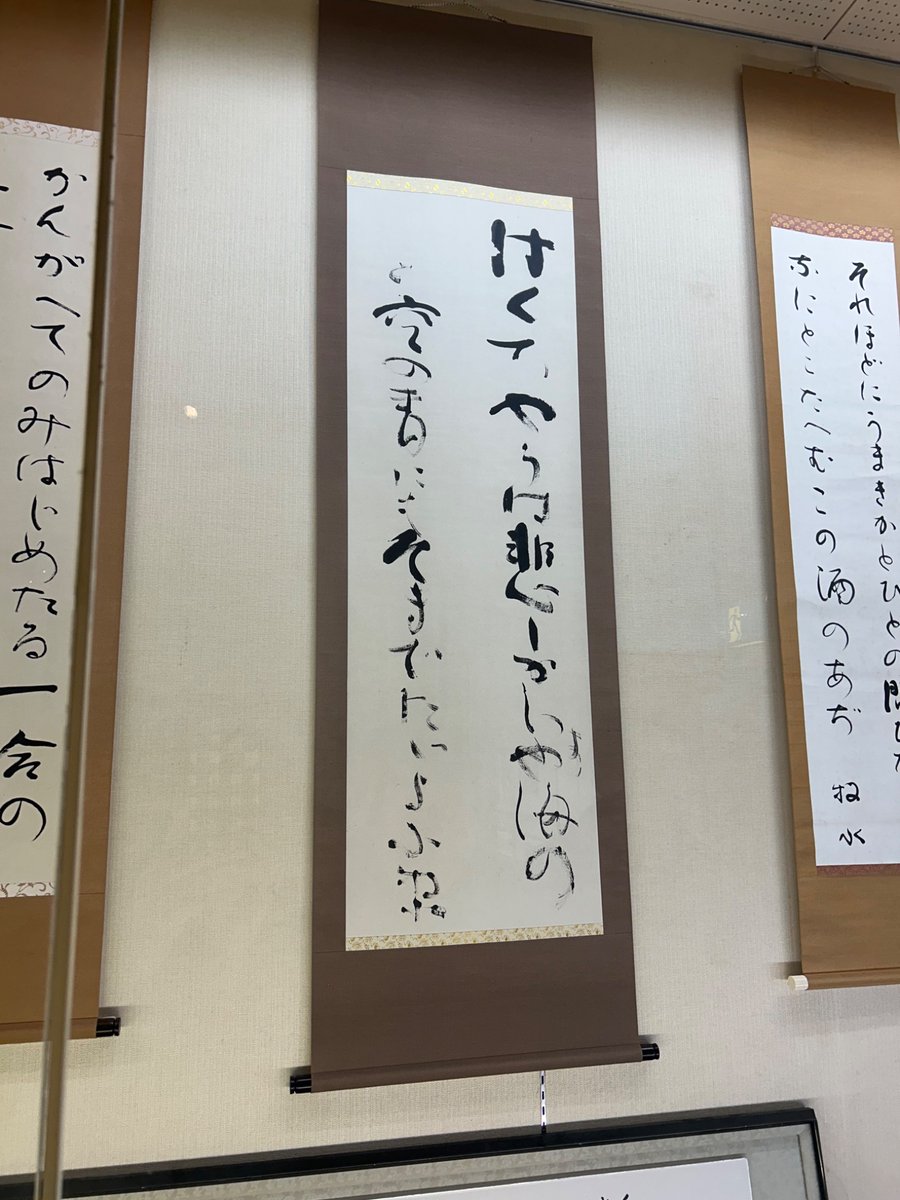 それほどにうまきかとひとの問ひた
なにとこたへむこの酒のあぢ 牧水
はくてうは悲しからずや海の
空の青にもそまでたゞよふ
かんがへてのみはじめたる一合の